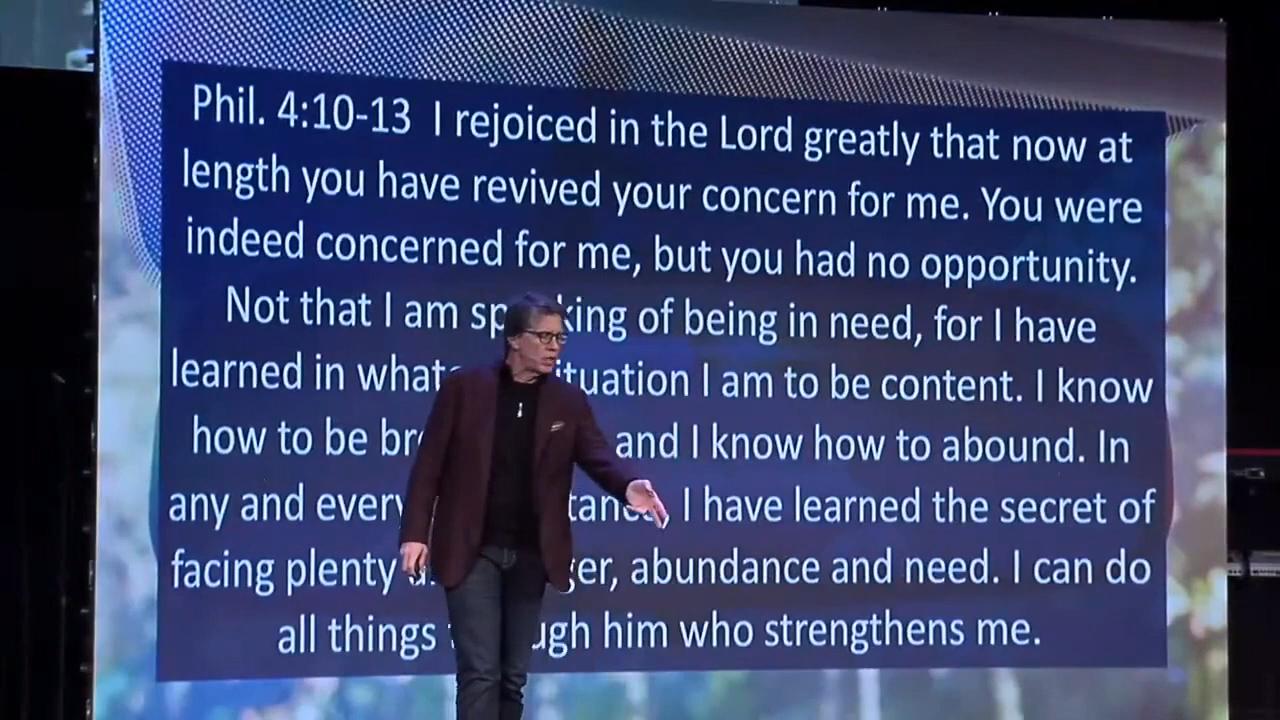 Phil. 4:10-13 I rejoiced in the Lord greatly that now at
length you have revived your concern for me. You were
indeed concerned for me, but you had no opportunity.
Not that I am speaking of being in need, for I have
learned in situation I am to be content. I know
how to be and I know how to abound. In
any and every I have learned the secret of
facing plenty abundance and need. I can do
all things through him who strengthens me.